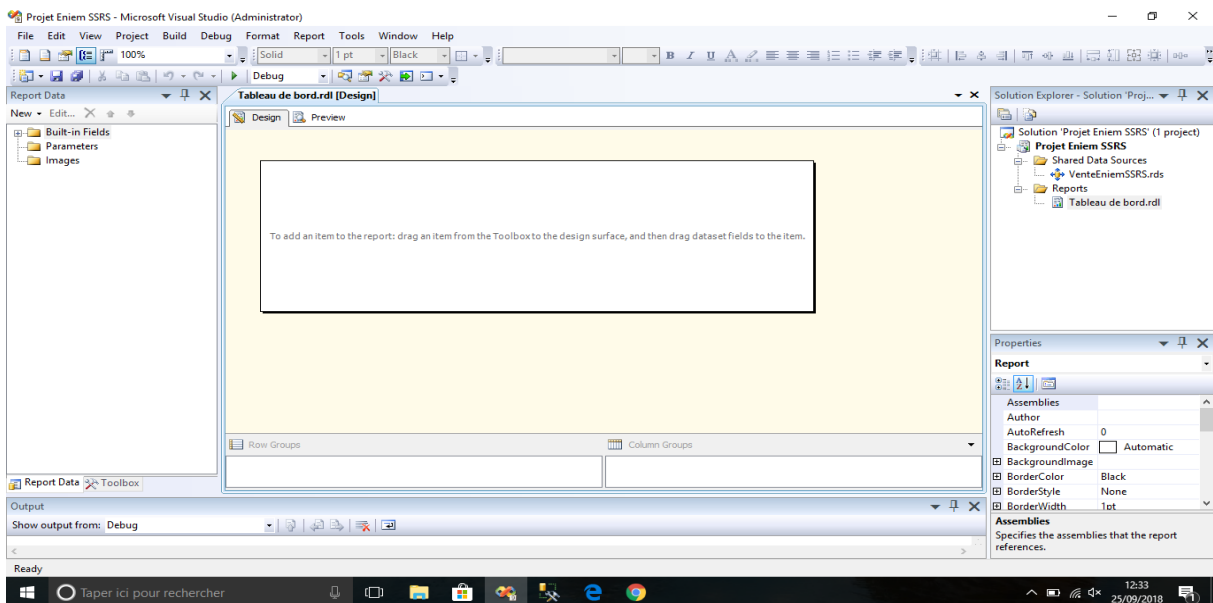 Projet Eniem SSRS - Microsoft Visual Studio (Administrator)
File Edit View Project Build Debug Format Report Tools Window Help
100% Solid 1 pt Black B I U A
Debug
Report Data
New Edit...
Built-in Fields
Parameters
Images
Report Data Toolbox
Tableau de bord.rdl [Design]
Design Preview
To add an item to the report: drag an item from the Toolbox to the design surface, and then drag dataset fields to the item.
Row Groups Column Groups
Solution Explorer - Solution 'Proj...
Solution 'Projet Eniem SSRS' (1 project)
Projet Eniem SSRS
Shared Data Sources
VenteEniemSSRS.rds
Reports
Tableau de bord.rdl
Properties
Report
Assemblies
Author
AutoRefresh 0
BackgroundColor Automatic
BackgroundImage
BorderColor Black
BorderStyle None
BorderWidth 1pt
Assemblies
Specifies the assemblies that the report
references.
Output
Show output from: Debug
Ready
Taper ici pour rechercher
12:33
25/09/2018